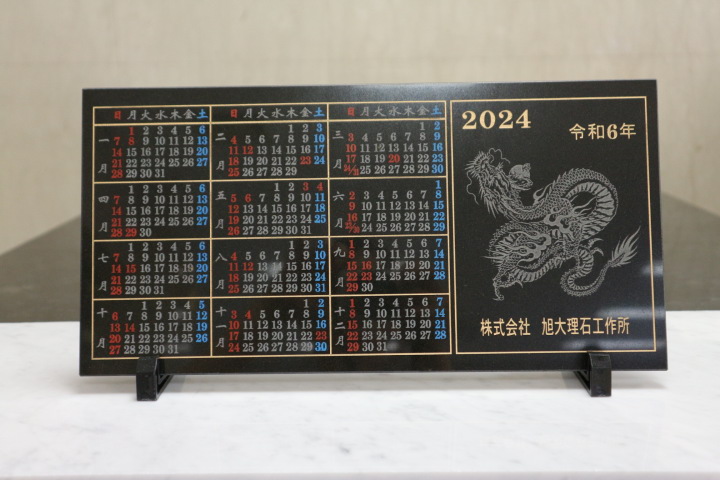 日月火水木金土
一月
1 2 3 4 5 6
7 8 9 10 11 12 13
14 15 16 17 18 19 20
21 22 23 24 25 26 27
28 29 30 31
日月火水木金土
二月
1 2 3
4 5 6 7 8 9 10
11 12 13 14 15 16 17
18 19 20 21 22 23 24
25 26 27 28 29
日月火水木金土
三月
1 2
3 4 5 6 7 8 9
10 11 12 13 14 15 16
17 18 19 20 21 22 23
24/31 25 26 27 28 29 30
四月
1 2 3 4 5 6
7 8 9 10 11 12 13
14 15 16 17 18 19 20
21 22 23 24 25 26 27
28 29 30
五月
1 2 3 4
5 6 7 8 9 10 11
12 13 14 15 16 17 18
19 20 21 22 23 24 25
26 27 28 29 30 31
六月
1
2 3 4 5 6 7 8
9 10 11 12 13 14 15
16 17 18 19 20 21 22
23/30 24 25 26 27 28 29
七月
1 2 3 4 5 6
7 8 9 10 11 12 13
14 15 16 17 18 19 20
21 22 23 24 25 26 27
28 29 30 31
八月
1 2 3
4 5 6 7 8 9 10
11 12 13 14 15 16 17
18 19 20 21 22 23 24
25 26 27 28 29 30 31
九月
1 2 3 4 5 6 7
8 9 10 11 12 13 14
15 16 17 18 19 20 21
22 23 24 25 26 27 28
29 30
十月
1 2 3 4 5
6 7 8 9 10 11 12
13 14 15 16 17 18 19
20 21 22 23 24 25 26
27 28 29 30 31
十一月
1 2
3 4 5 6 7 8 9
10 11 12 13 14 15 16
17 18 19 20 21 22 23
24 25 26 27 28 29 30
十二月
1 2 3 4 5 6 7
8 9 10 11 12 13 14
15 16 17 18 19 20 21
22 23 24 25 26 27 28
29 30 31
2024
令和6年
株式会社 旭大理石工作所